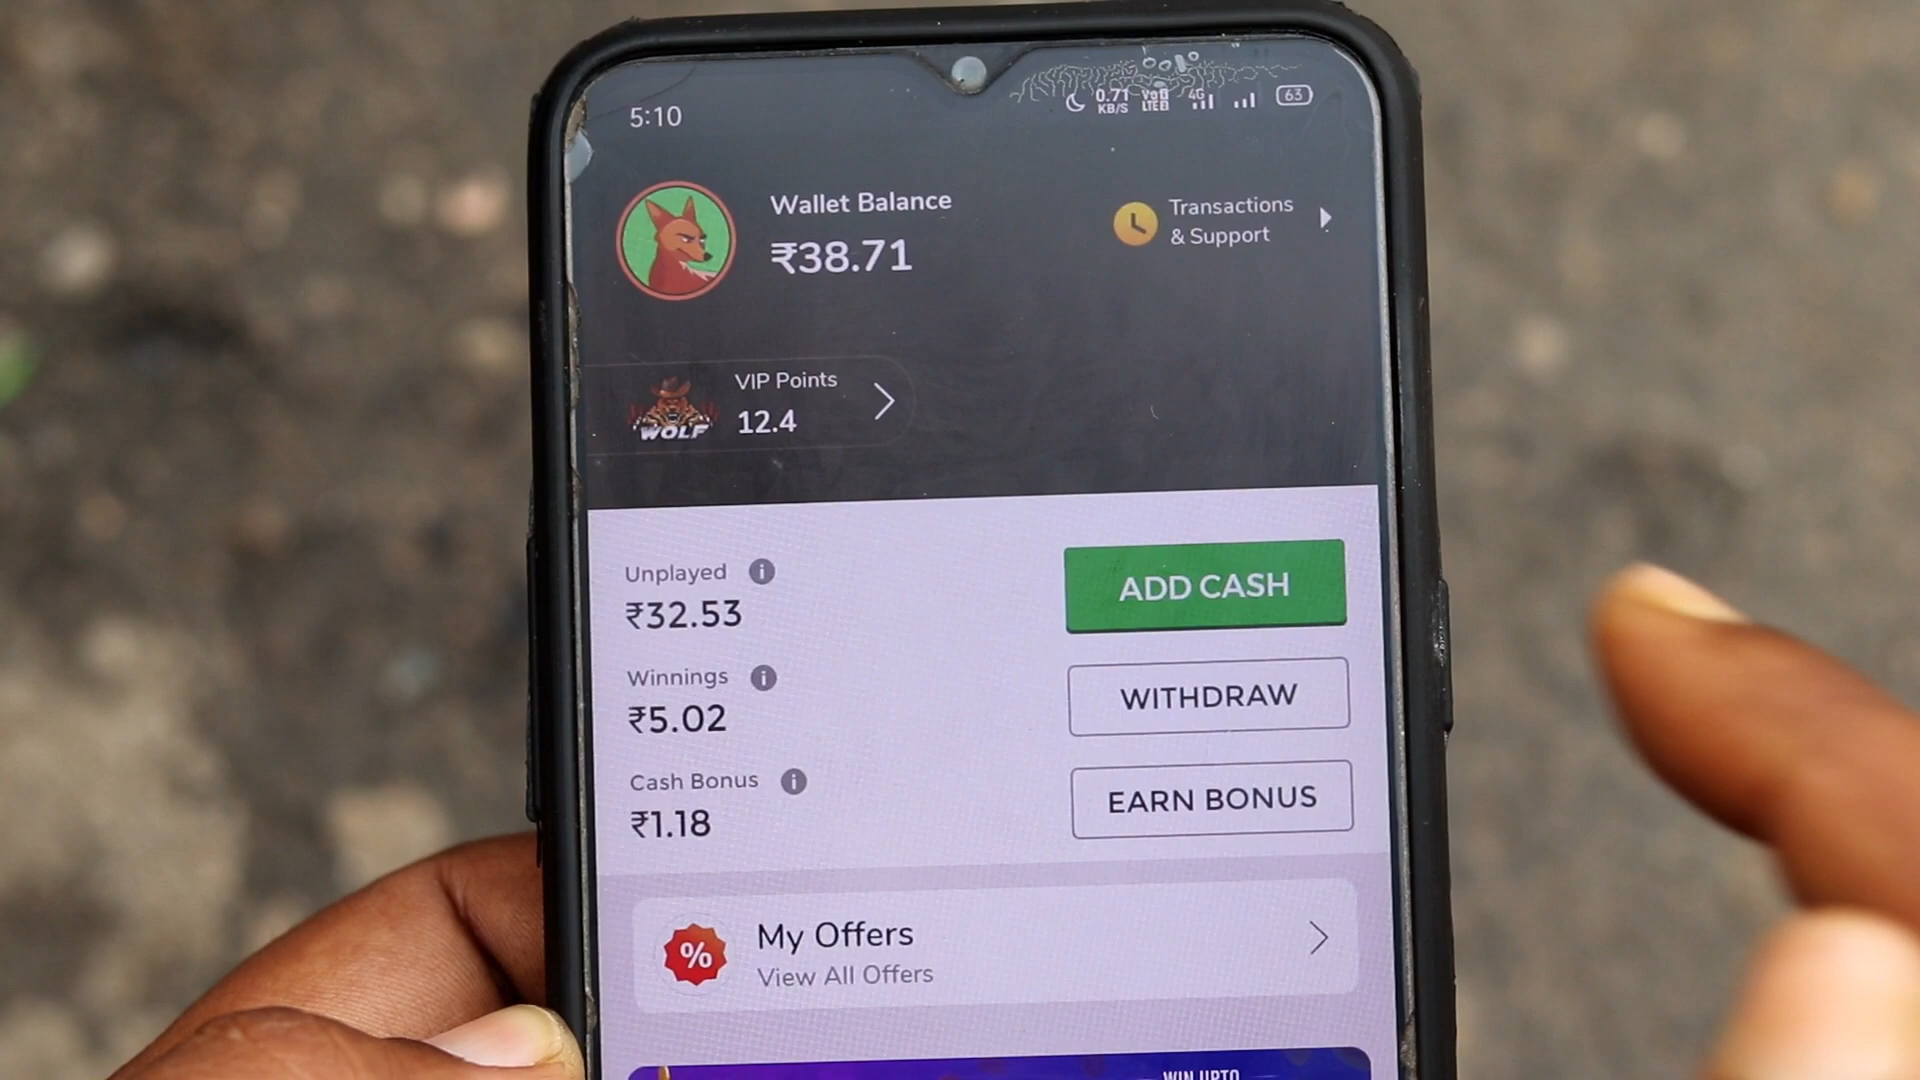 5:10
0.71
KB/S
Vo
LTE2
4G
63
Wallet Balance
₹38.71
Transactions
& Support
VIP Points
12.4
WOLF
Unplayed
₹32.53
ADD CASH
Winnings
₹5.02
WITHDRAW
Cash Bonus
₹1.18
EARN BONUS
%
My Offers
View All Offers
WIN UPTO